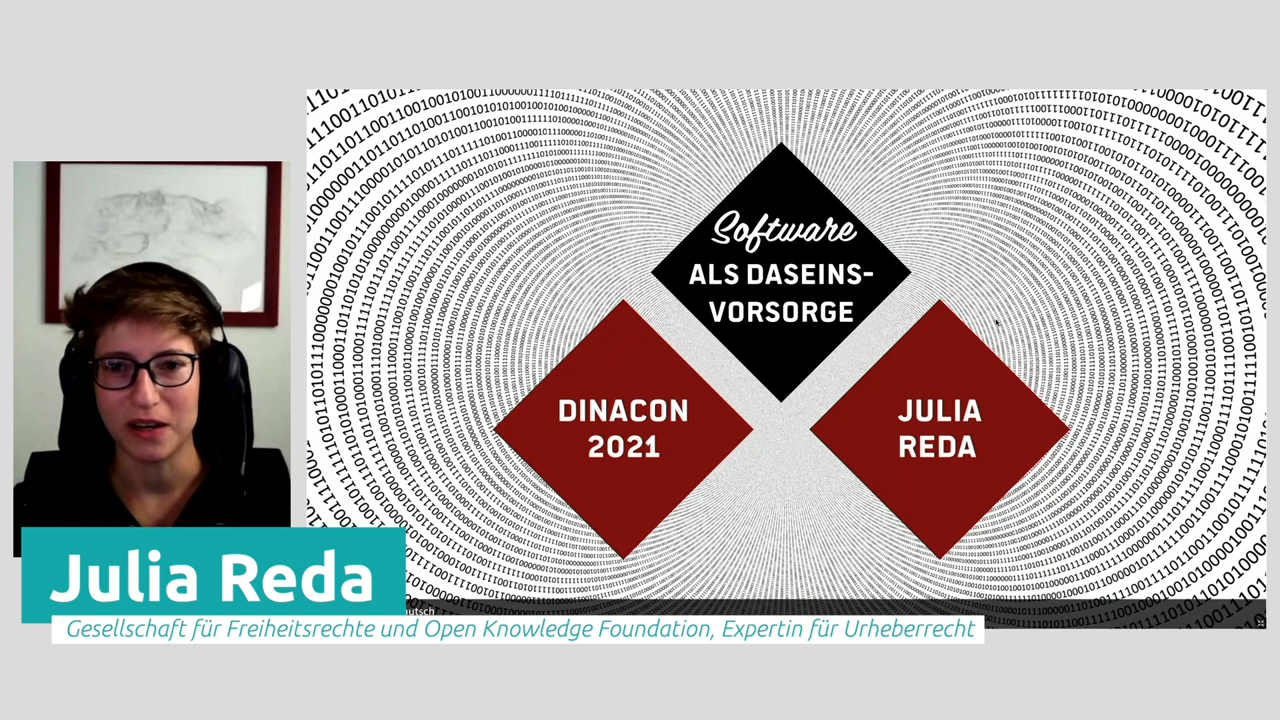 Software
ALS DASEINS-
VORSORGE
DINACON
2021
JULIA
REDA
Julia Reda
Gesellschaft für Freiheitsrechte und Open Knowledge Foundation, Expertin für Urheberrecht